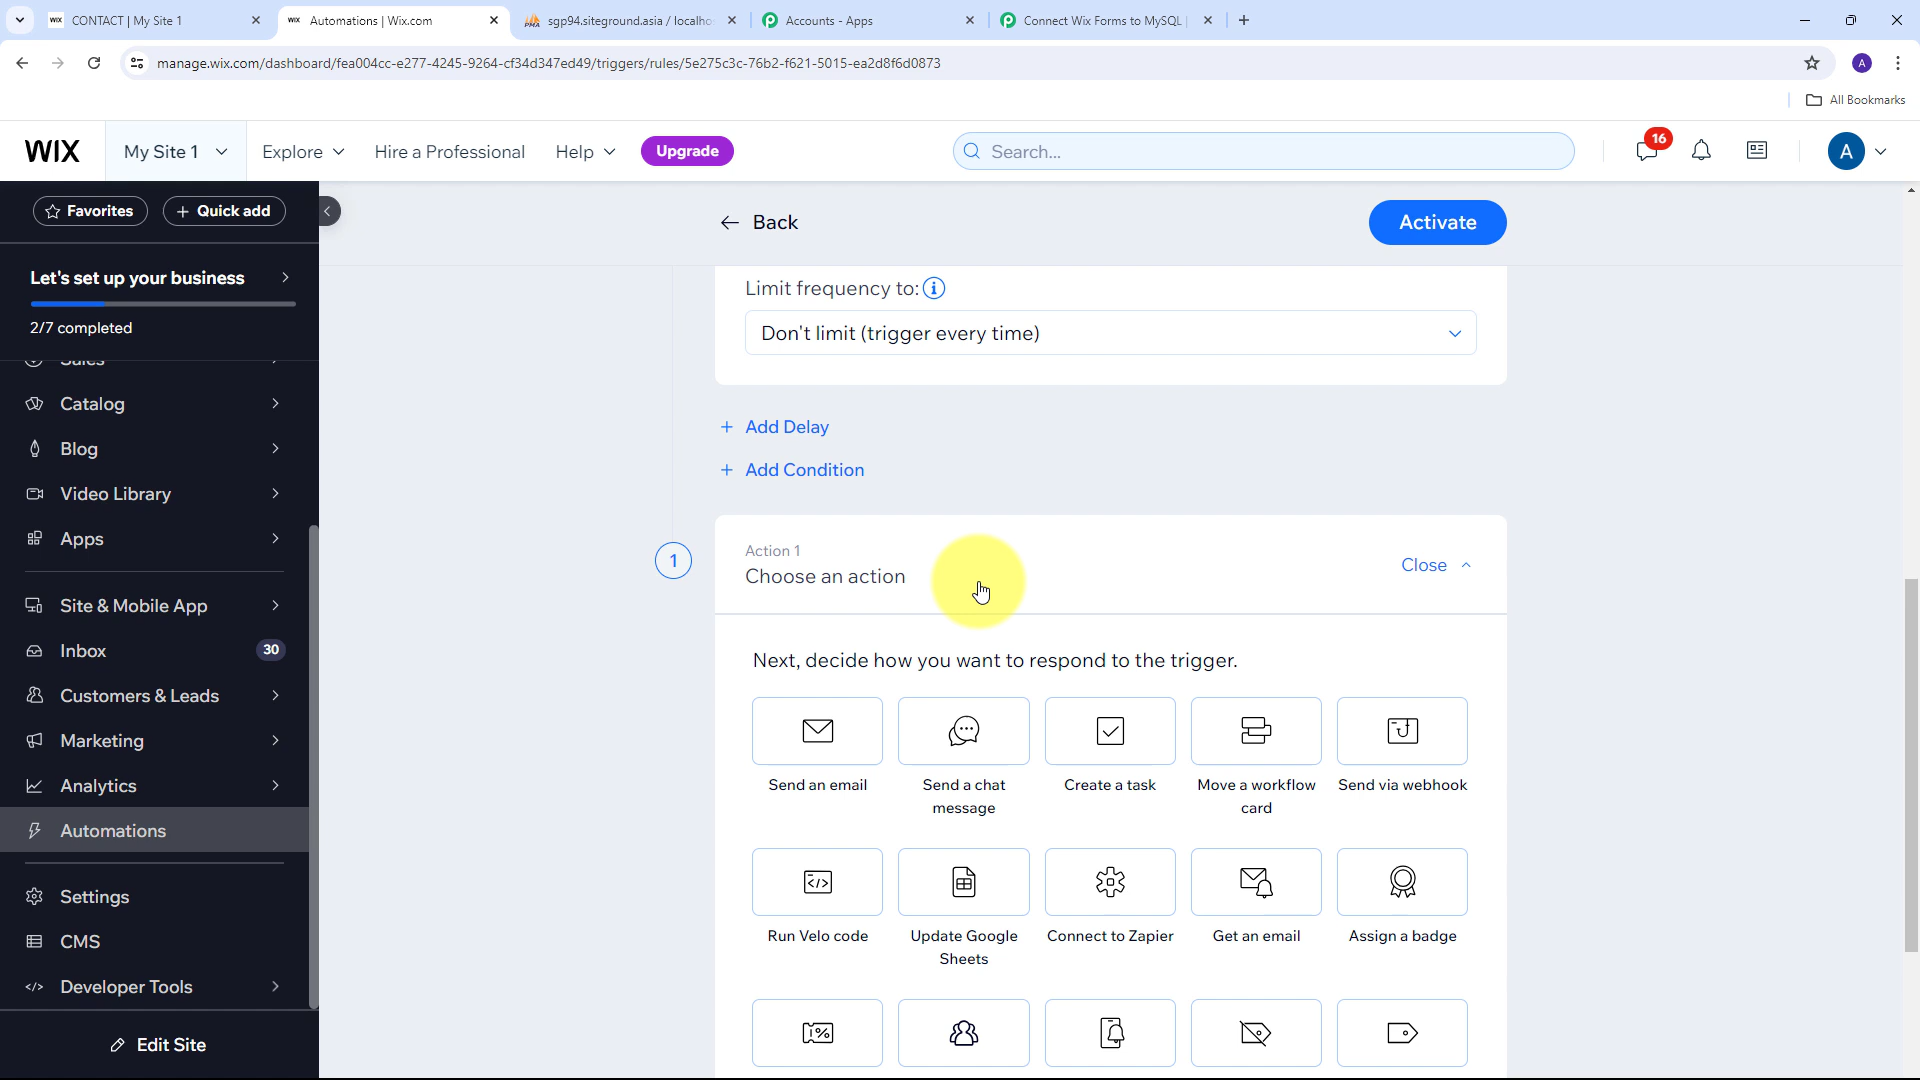 CONTACT | My Site 1
Automations | Wix.com
sgp94.siteground.asia / localho
Accounts - Apps
Connect Wix Forms to MySQL
manage.wix.com/dashboard/fea004cc-e277-4245-9264-cf34d347ed49/triggers/rules/5e275c3c-76b2-f621-5015-ea2d8f6d0873
A
All Bookmarks
WIX
My Site 1
Explore
Hire a Professional
Help
Upgrade
Search...
16
A
Favorites
+ Quick add
Let's set up your business
2/7 completed
Sales
Catalog
Blog
Video Library
Apps
Site & Mobile App
Inbox
30
Customers & Leads
Marketing
Analytics
Automations
Settings
CMS
Developer Tools
Edit Site
Back
Activate
Limit frequency to:
Don't limit (trigger every time)
+ Add Delay
+ Add Condition
1
Action 1
Choose an action
Close
Next, decide how you want to respond to the trigger.
Send an email
Send a chat
message
Create a task
Move a workflow
card
Send via webhook
Run Velo code
Update Google
Sheets
Connect to Zapier
Get an email
Assign a badge